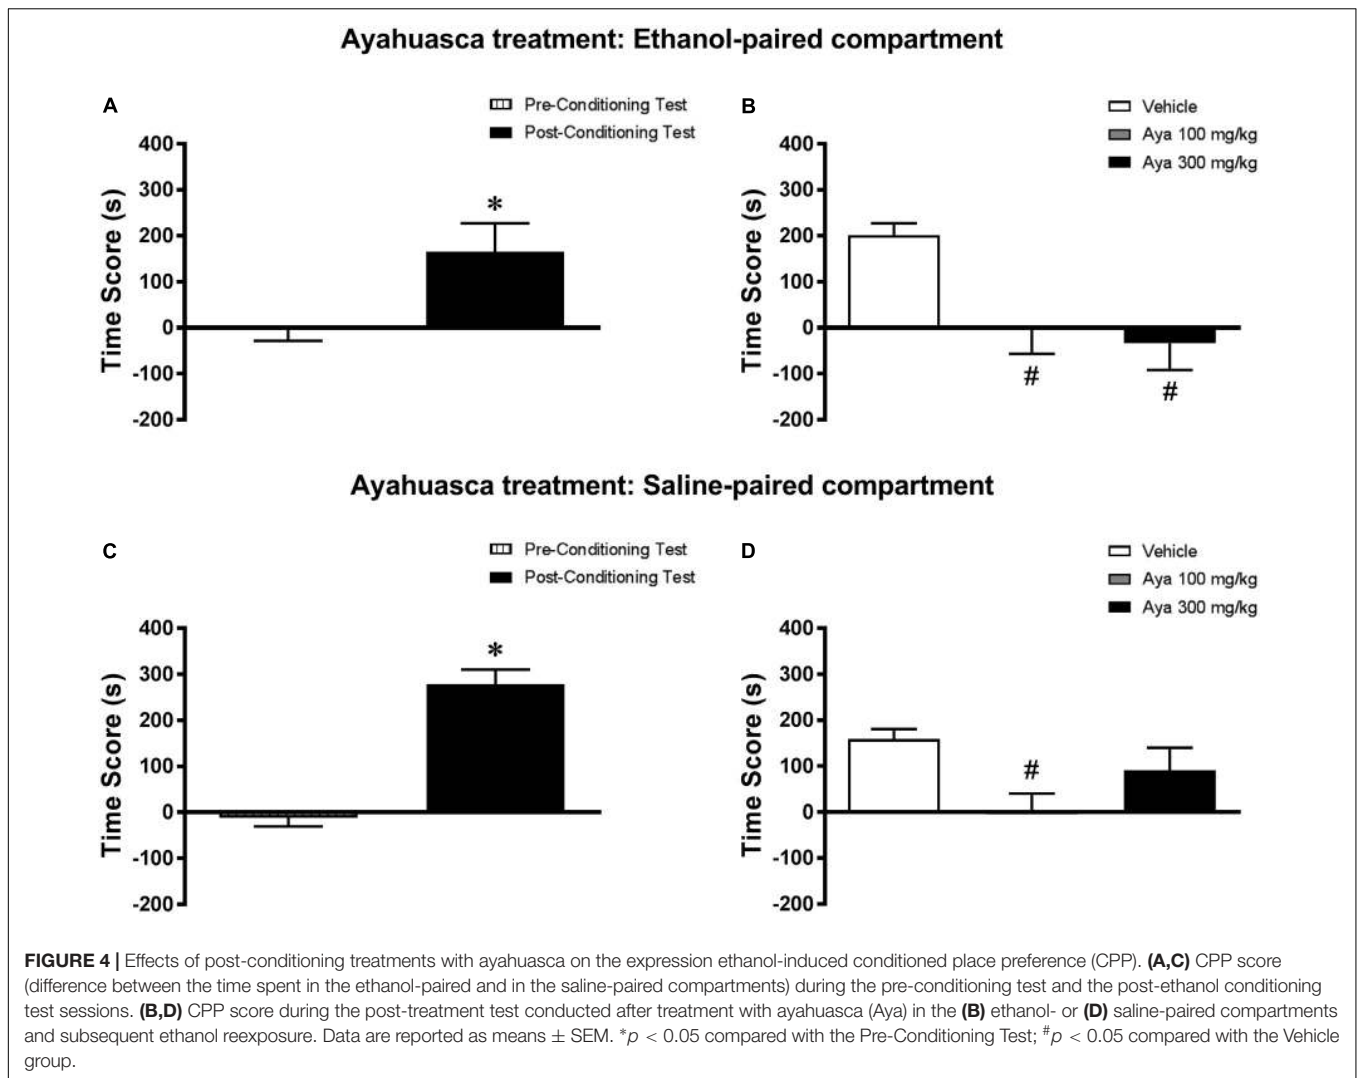 Ayahuasca treatment: Ethanol-paired compartment
A
Pre-Conditioning Test
Post-Conditioning Test
Time Score (s)
400
300
200
100
0
-100
-200
*
B
Vehicle
Aya 100 mg/kg
Aya 300 mg/kg
Time Score (s)
400
300
200
100
0
-100
-200
#
#
Ayahuasca treatment: Saline-paired compartment
C
Pre-Conditioning Test
Post-Conditioning Test
Time Score (s)
400
300
200
100
0
-100
-200
*
D
Vehicle
Aya 100 mg/kg
Aya 300 mg/kg
Time Score (s)
400
300
200
100
0
-100
-200
#
FIGURE 4 | Effects of post-conditioning treatments with ayahuasca on the expression ethanol-induced conditioned place preference (CPP). (A,C) CPP score
(difference between the time spent in the ethanol-paired and in the saline-paired compartments) during the pre-conditioning test and the post-ethanol conditioning
test sessions. (B,D) CPP score during the post-treatment test conducted after treatment with ayahuasca (Aya) in the (B) ethanol- or (D) saline-paired compartments
and subsequent ethanol reexposure. Data are reported as means ± SEM. *p < 0.05 compared with the Pre-Conditioning Test; #p < 0.05 compared with the Vehicle
group.